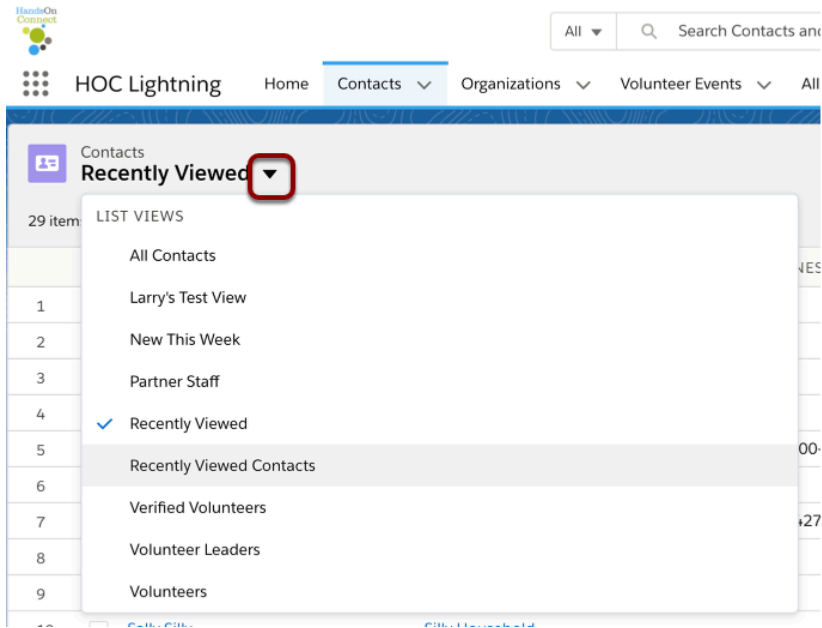 HandsOn
Connect
All
Search Contacts and
HOC Lightning
Home
Contacts
Organizations
Volunteer Events
All
Contacts
Recently Viewed
29 item
LIST VIEWS
All Contacts
Larry's Test View
New This Week
Partner Staff
Recently Viewed
Recently Viewed Contacts
Verified Volunteers
Volunteer Leaders
Volunteers
1
2
3
4
5
6
7
8
9
00-
427